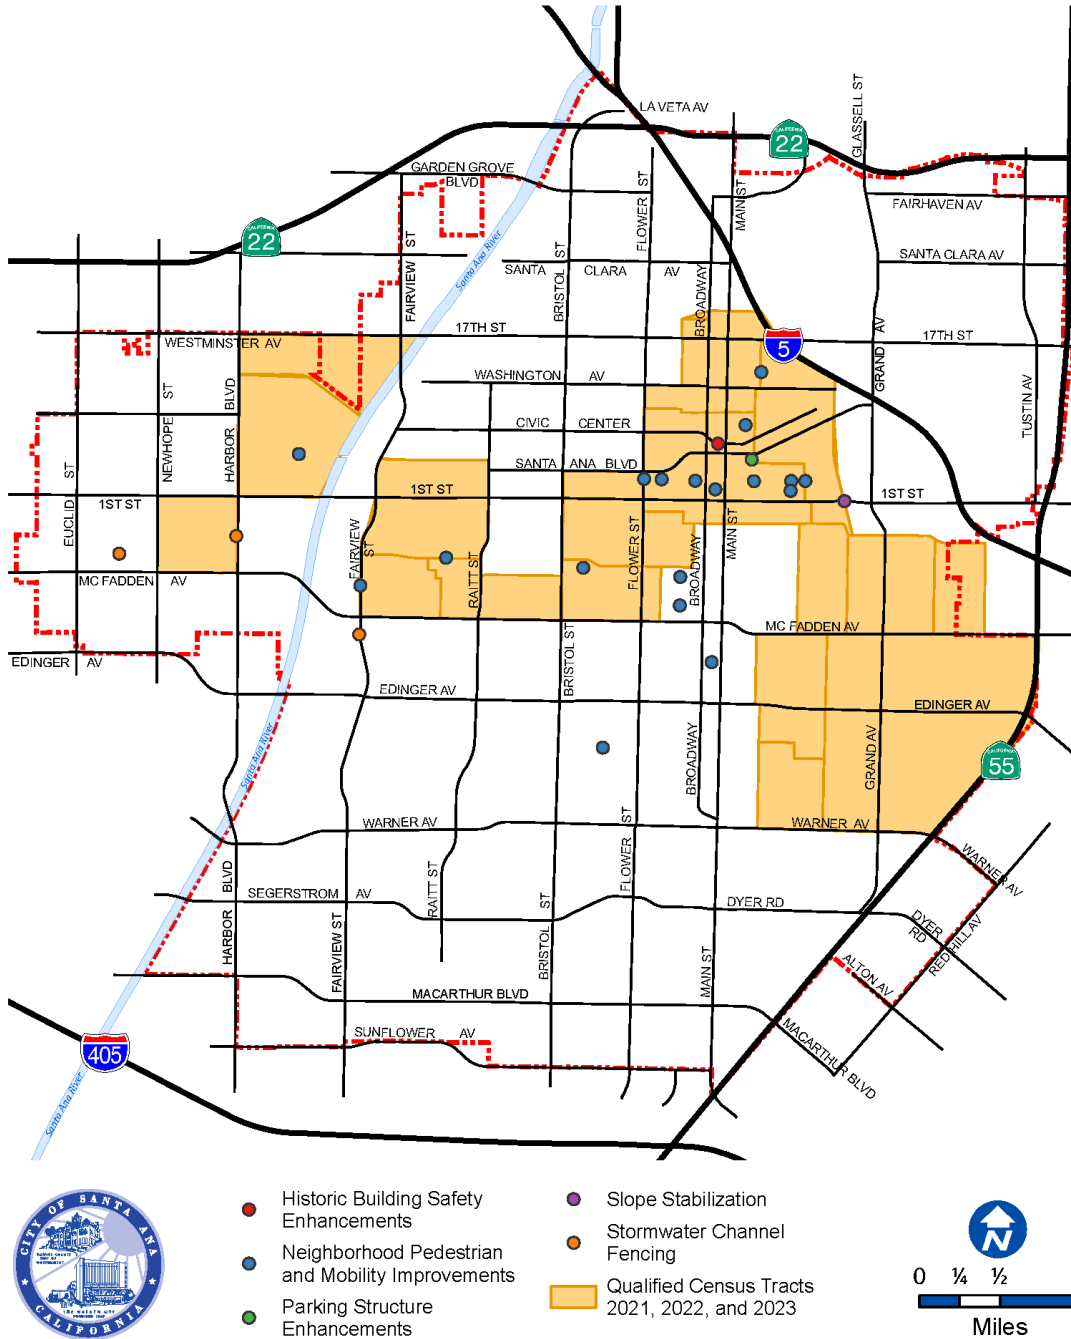 LA VETA AV
GLASSELL ST
CALIFORNIA
22
GARDEN GROVE
BLVD
FLOWER ST
MAIN ST
FAIRHAVEN AV
CALIFORNIA
22
FAIRVIEW ST
Santa Ana River
BRISTOL ST
SANTA CLARA AV
BROADWAY
SANTA CLARA AV
17TH ST
WESTMINSTER AV
INTERSTATE
5
GRAND AV
17TH ST
NEWHOPE ST
HARBOR BLVD
WASHINGTON AV
TUSTIN AV
CIVIC CENTER
EUCLID ST
SANTA ANA BLVD
1ST ST
1ST ST
1ST ST
FAIRVIEW ST
RAITT ST
FLOWER ST
BROADWAY
MAIN ST
MC FADDEN AV
MC FADDEN AV
EDINGER AV
BRISTOL ST
EDINGER AV
EDINGER AV
Santa Ana River
BROADWAY
GRAND AV
CALIFORNIA
55
WARNER AV
FLOWER ST
WARNER AV
WARNER AV
HARBOR BLVD
SEGERSTROM AV
RAITT ST
BRISTOL ST
DYER RD
DYER RD
RED HILL AV
FAIRVIEW ST
MAIN ST
ALTON AV
MACARTHUR BLVD
MACARTHUR BLVD
SUNFLOWER AV
405
Santa Ana River
CITY OF SANTA ANA
CALIFORNIA
Historic Building Safety
Enhancements
Neighborhood Pedestrian
and Mobility Improvements
Parking Structure
Enhancements
Slope Stabilization
Stormwater Channel
Fencing
Qualified Census Tracts
2021, 2022, and 2023
N
0 ¼ ½
Miles